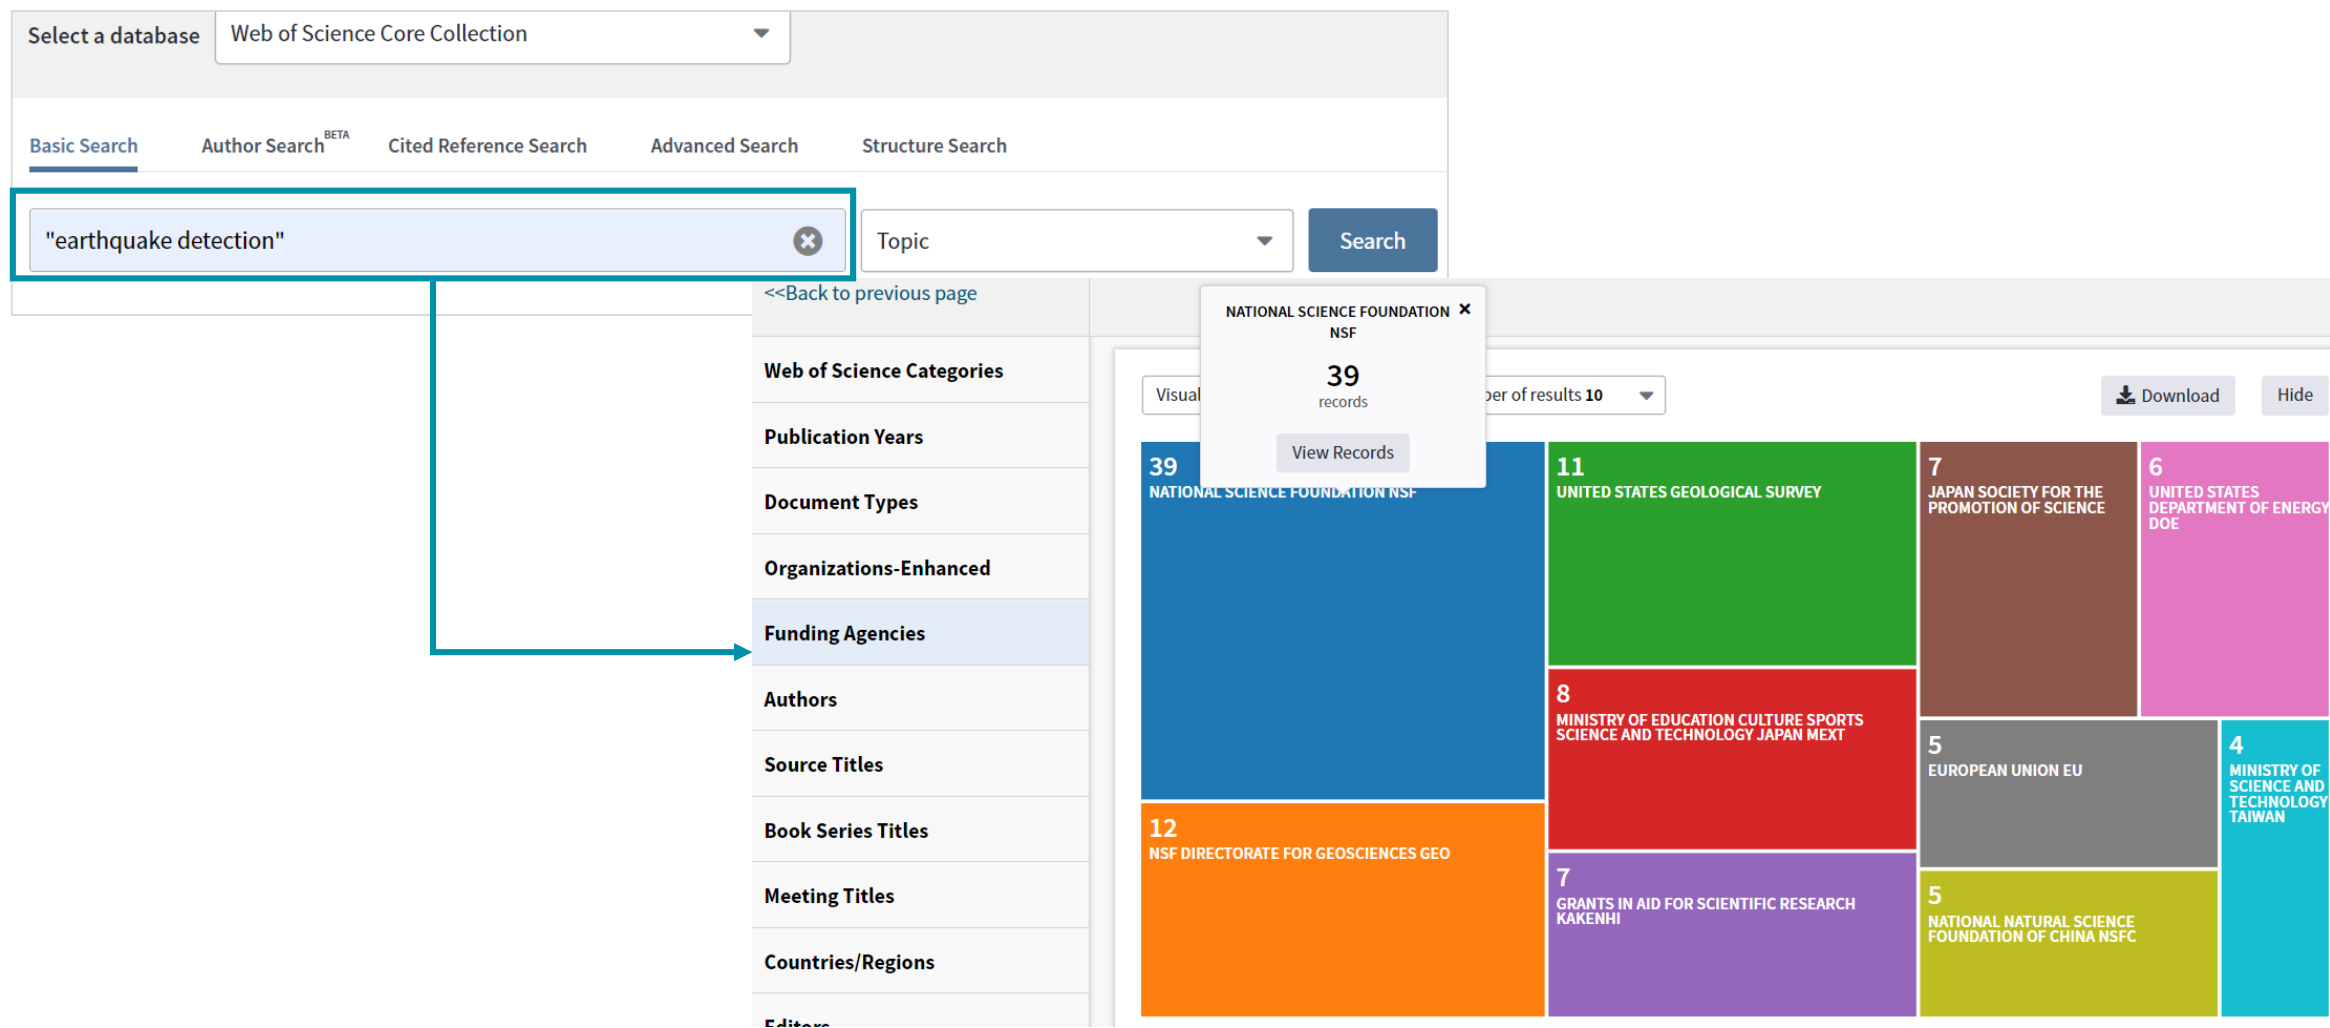 Select a database
Web of Science Core Collection
Basic Search
Author Search BETA
Cited Reference Search
Advanced Search
Structure Search
"earthquake detection"
Topic
Search
<<Back to previous page
Web of Science Categories
Publication Years
Document Types
Organizations-Enhanced
Funding Agencies
Authors
Source Titles
Book Series Titles
Meeting Titles
Countries/Regions
Editors
NATIONAL SCIENCE FOUNDATION
NSF
39
records
View Records
of results 10
Download
Hide
39
NATIONAL SCIENCE FOUNDATION NSF
12
NSF DIRECTORATE FOR GEOSCIENCES GEO
11
UNITED STATES GEOLOGICAL SURVEY
8
MINISTRY OF EDUCATION CULTURE SPORTS
SCIENCE AND TECHNOLOGY JAPAN MEXT
7
GRANTS IN AID FOR SCIENTIFIC RESEARCH
KAKENHI
7
JAPAN SOCIETY FOR THE
PROMOTION OF SCIENCE
6
UNITED STATES
DEPARTMENT OF ENERGY
DOE
5
EUROPEAN UNION EU
5
NATIONAL NATURAL SCIENCE
FOUNDATION OF CHINA NSFC
4
MINISTRY OF
SCIENCE AND
TECHNOLOGY
TAIWAN